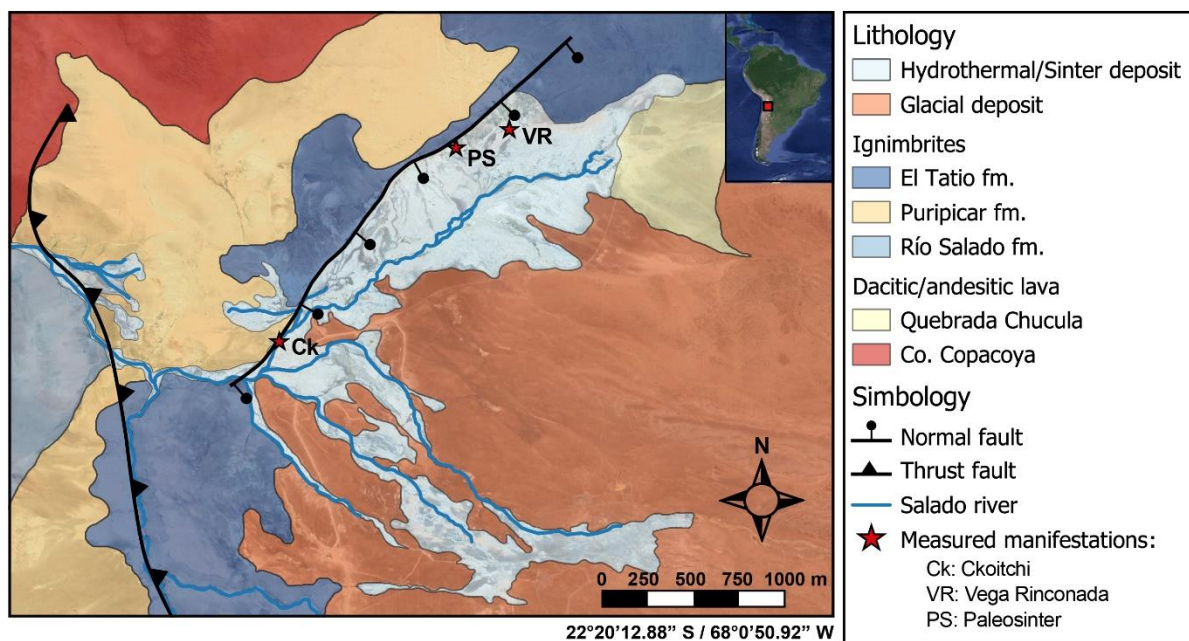 VR
PS
Ck
N
0 250 500 750 1000 m
22°20'12.88" S / 68°0'50.92" W
Lithology
Hydrothermal/Sinter deposit
Glacial deposit
Ignimbrites
El Tatio fm.
Puripicar fm.
Río Salado fm.
Dacitic/andesitic lava
Quebrada Chucula
Co. Copacoya
Simbology
Normal fault
Thrust fault
Salado river
Measured manifestations:
Ck: Ckoitchi
VR: Vega Rinconada
PS: Paleosinter